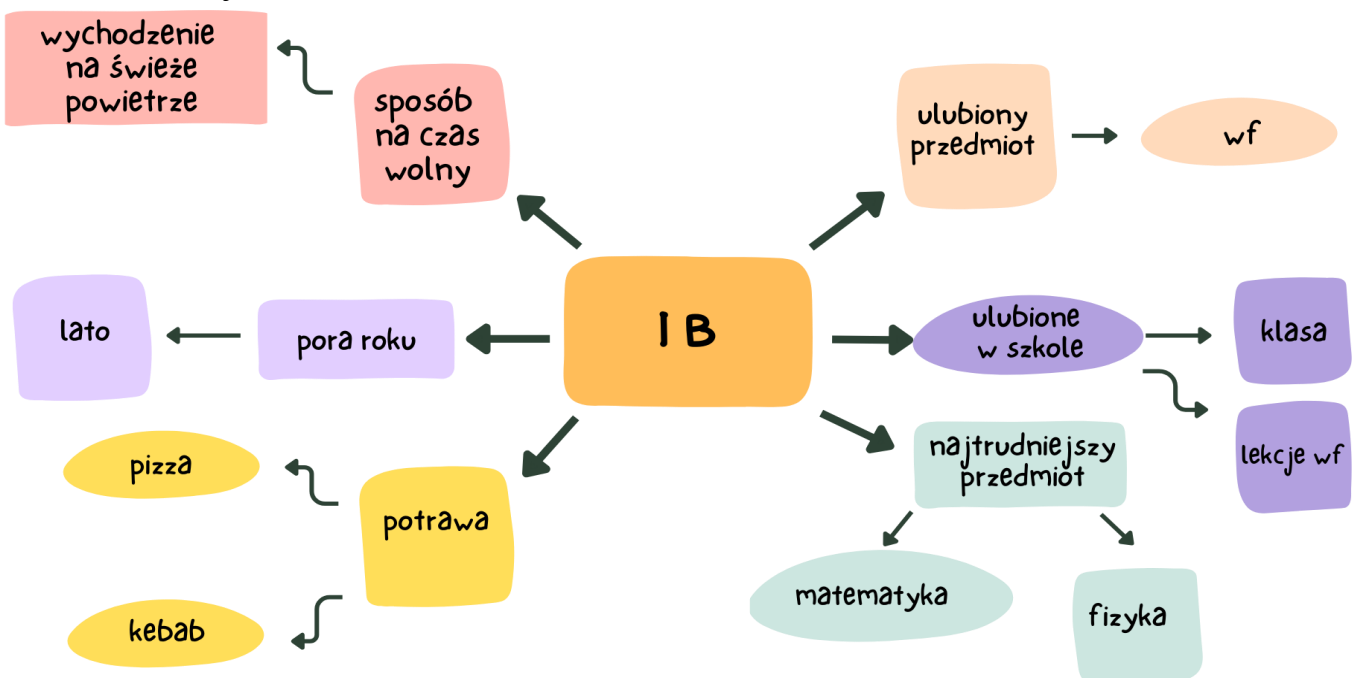 wychodzenie
na świeże
powietrze
sposób
na czas
wolny
ulubiony
przedmiot
wf
lato
pora roku
1 B
ulubione
w szkole
klasa
lekcje wf
najtrudniejszy
przedmiot
matematyka
fizyka
pizza
potrawa
kebab